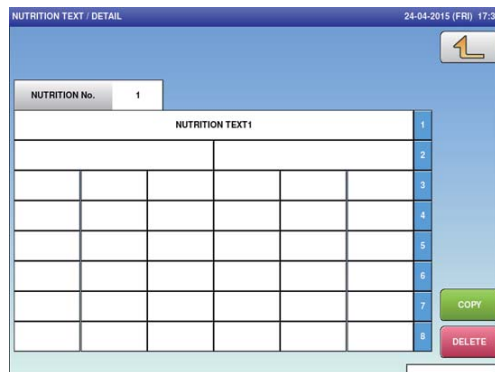 NUTRITION TEXT / DETAIL 24-04-2015 (FRI) 17:3
NUTRITION No. 1
NUTRITION TEXT1 1
2
3
4
5
6
7 COPY
8 DELETE